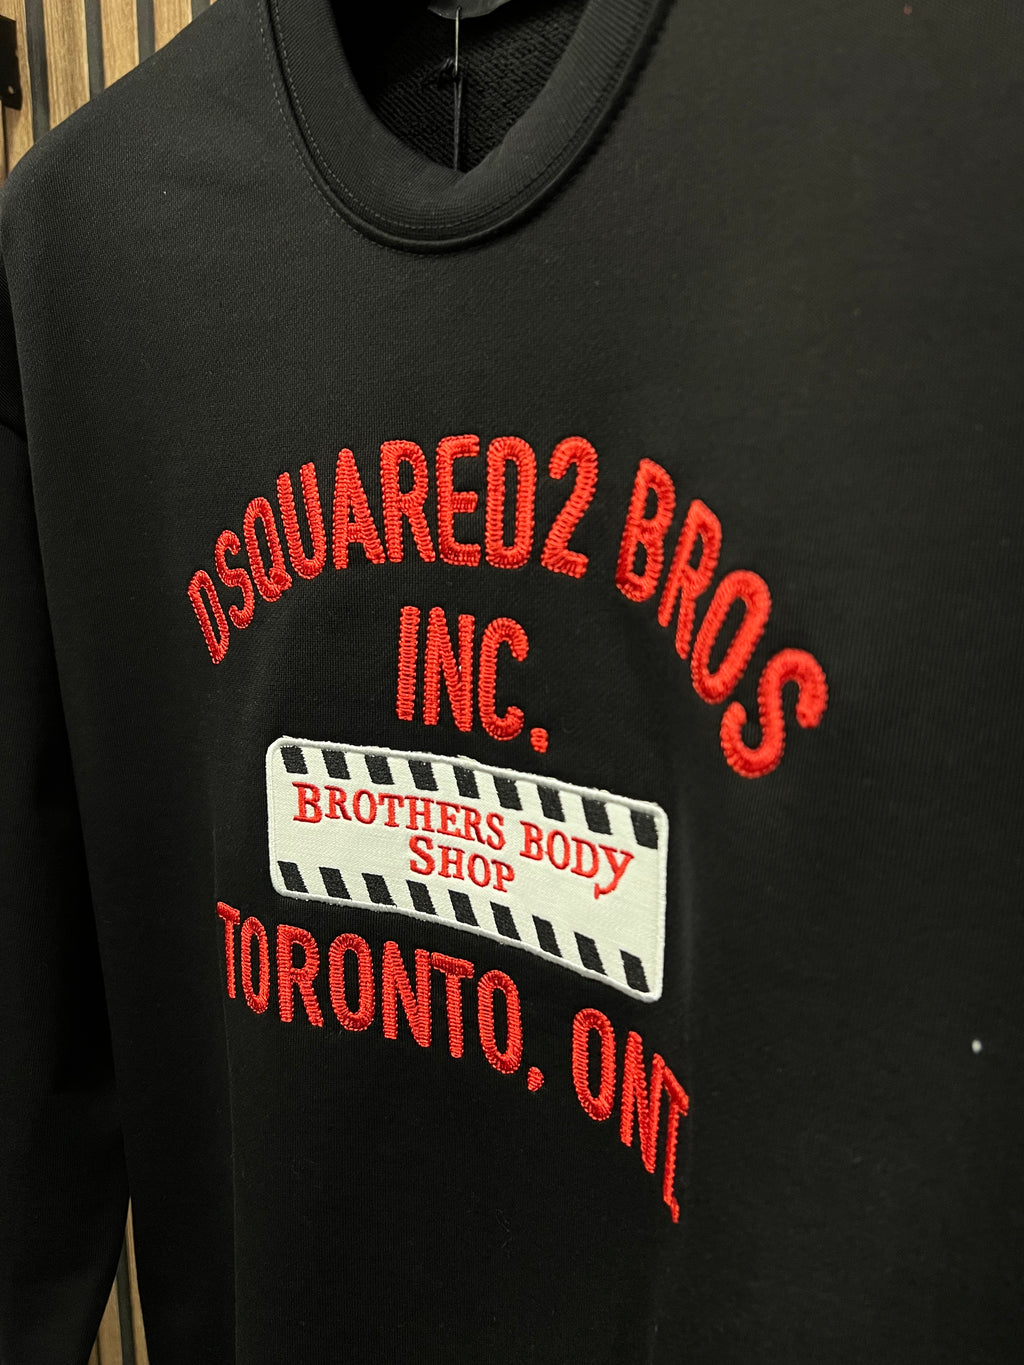 DSQUARED2 BROS
INC.
BROTHERS BODY
SHOP
TORONTO, ONT